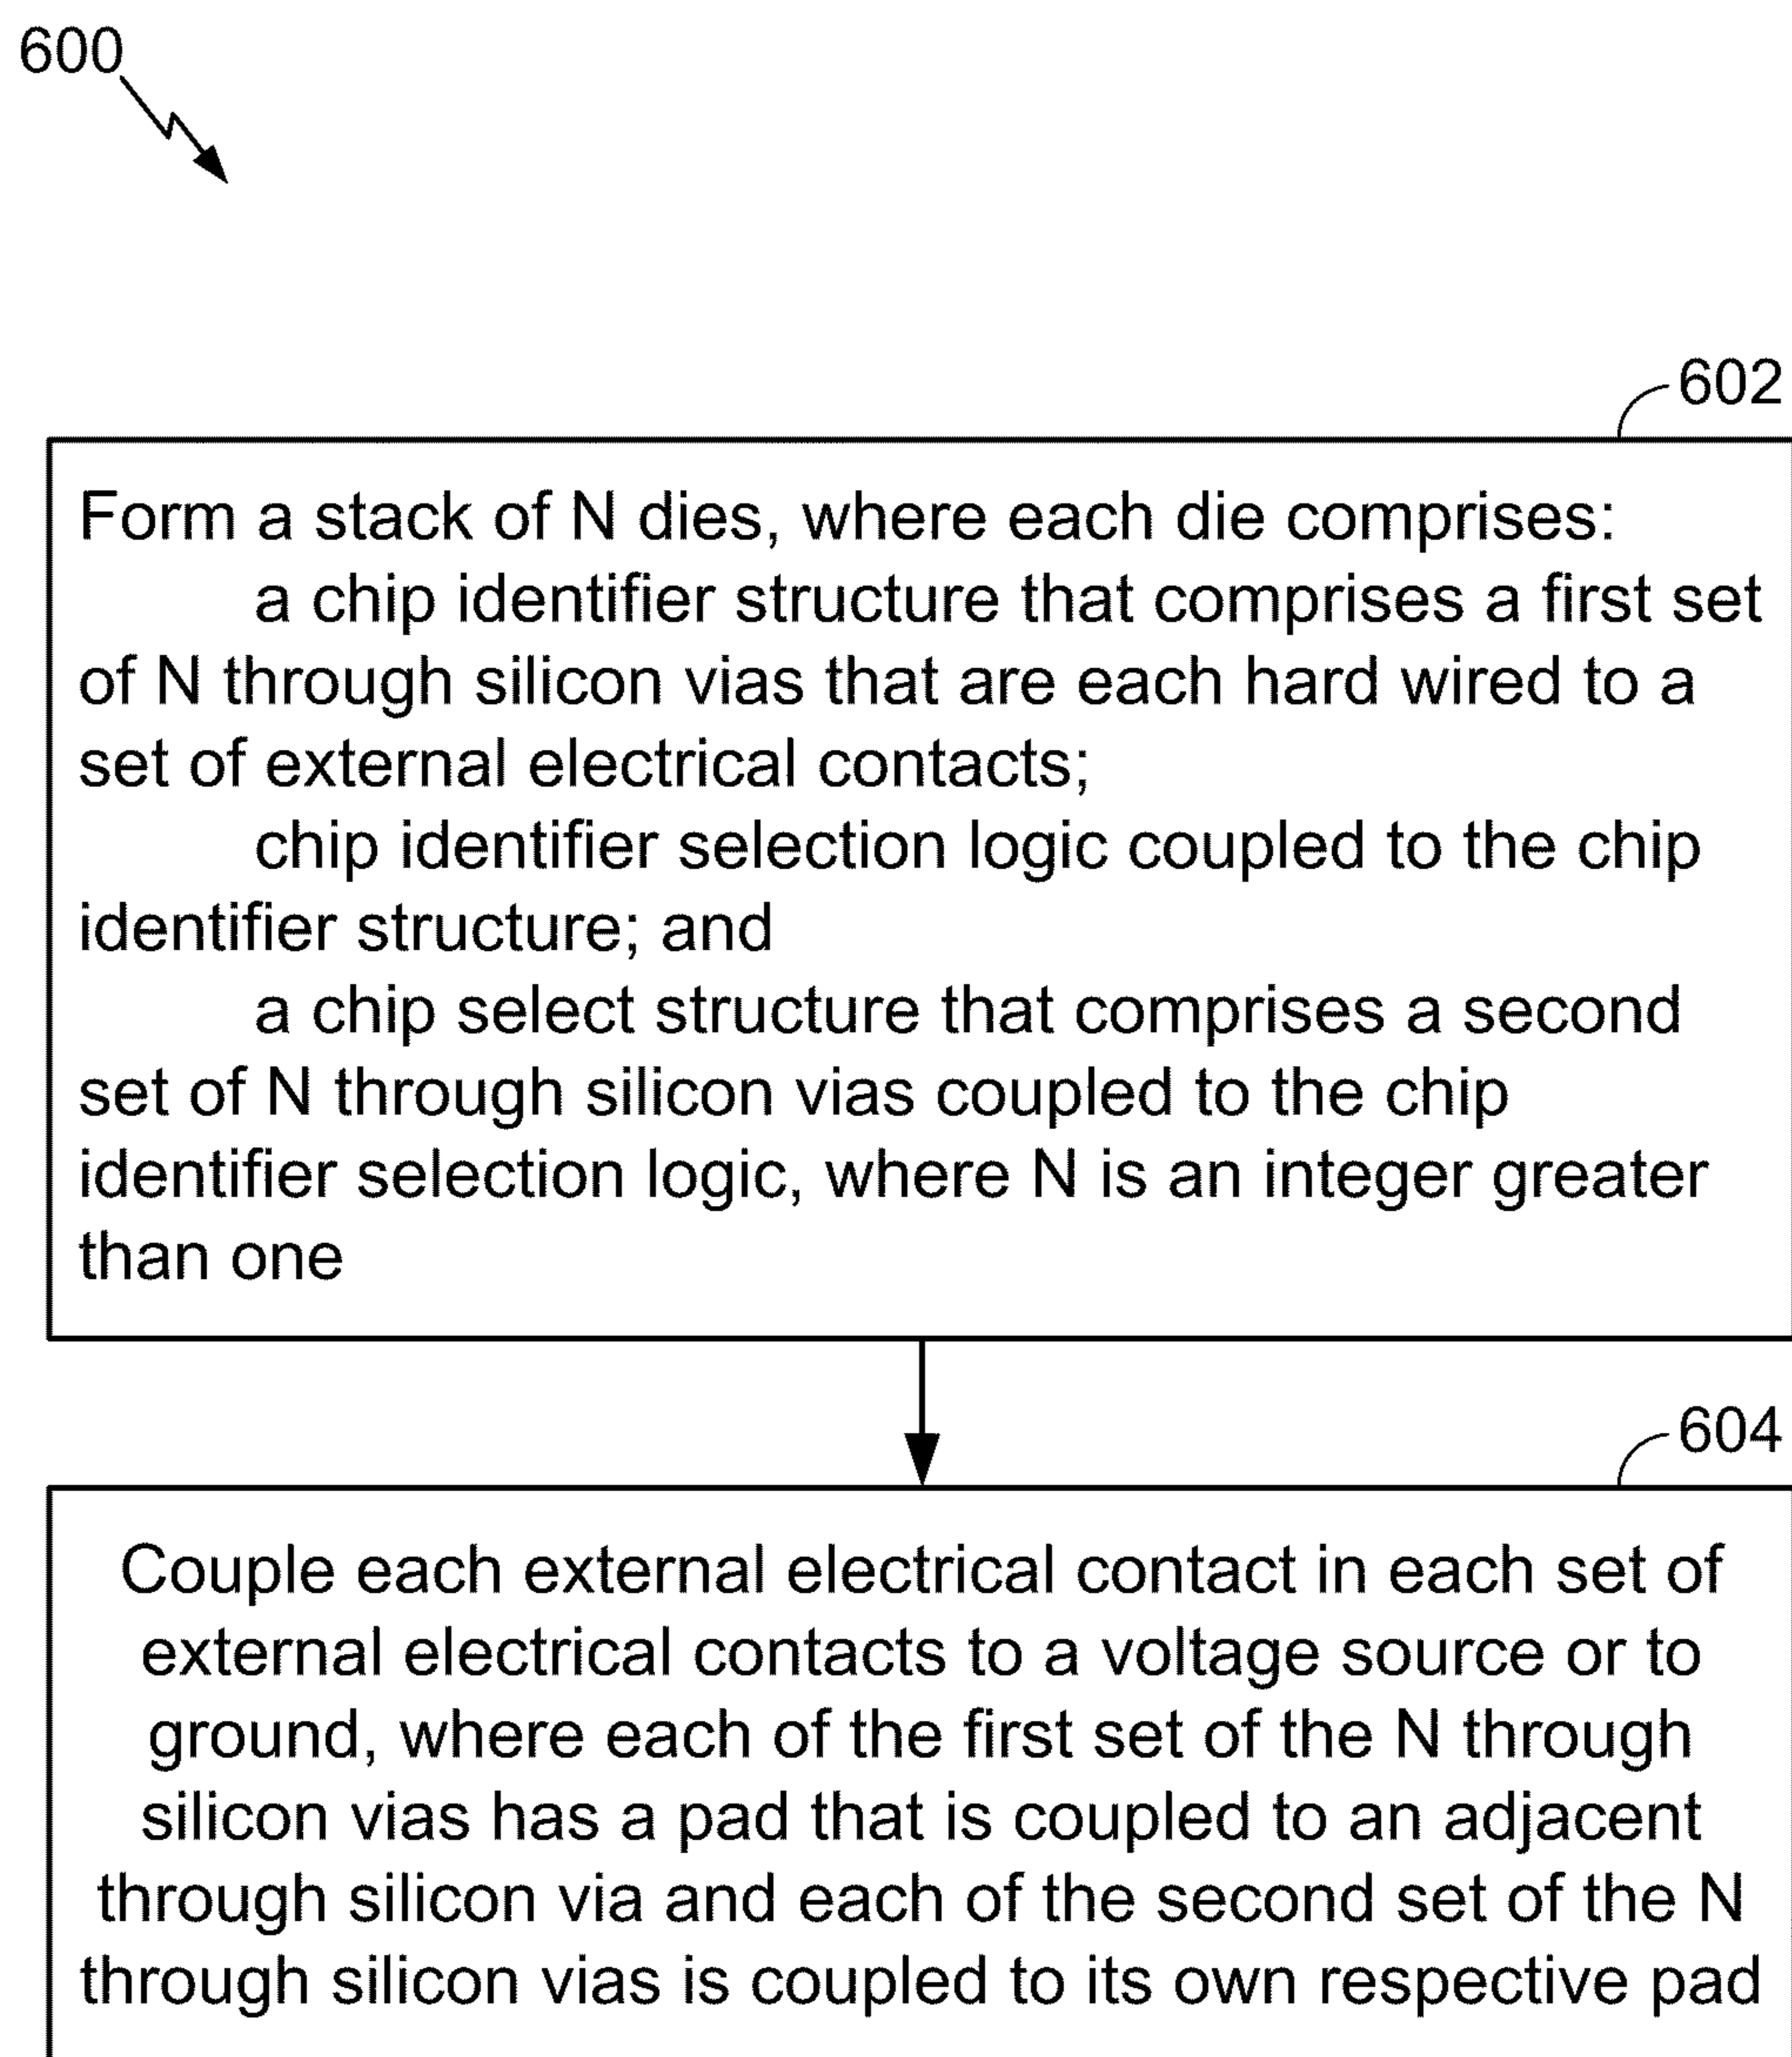 600
602
Form a stack of N dies, where each die comprises:
a chip identifier structure that comprises a first set
of N through silicon vias that are each hard wired to a
set of external electrical contacts;
chip identifier selection logic coupled to the chip
identifier structure; and
a chip select structure that comprises a second
set of N through silicon vias coupled to the chip
identifier selection logic, where N is an integer greater
than one
604
Couple each external electrical contact in each set of
external electrical contacts to a voltage source or to
ground, where each of the first set of the N through
silicon vias has a pad that is coupled to an adjacent
through silicon via and each of the second set of the N
through silicon vias is coupled to its own respective pad